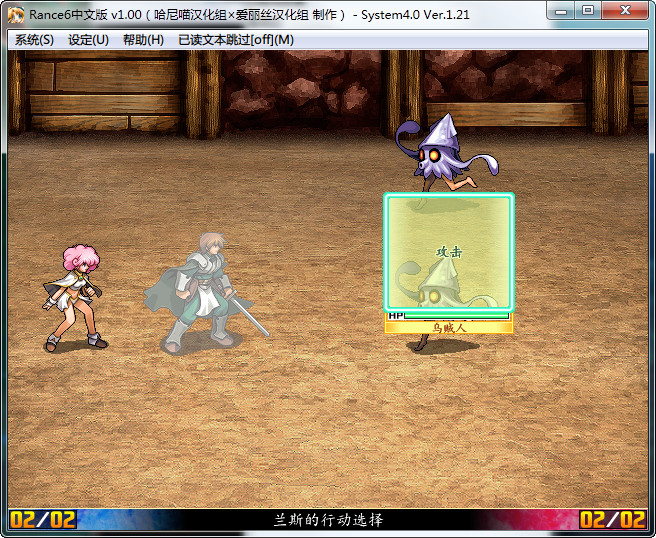 Rance6中文版 v1.00（哈尼喵汉化组×爱丽丝汉化组 制作） - System4.0 Ver.1.21
系统(S) 设定(U) 帮助(H) 已读文本跳过[off](M)
攻击
HP
乌贼人
02/02 兰斯的行动选择 02/02